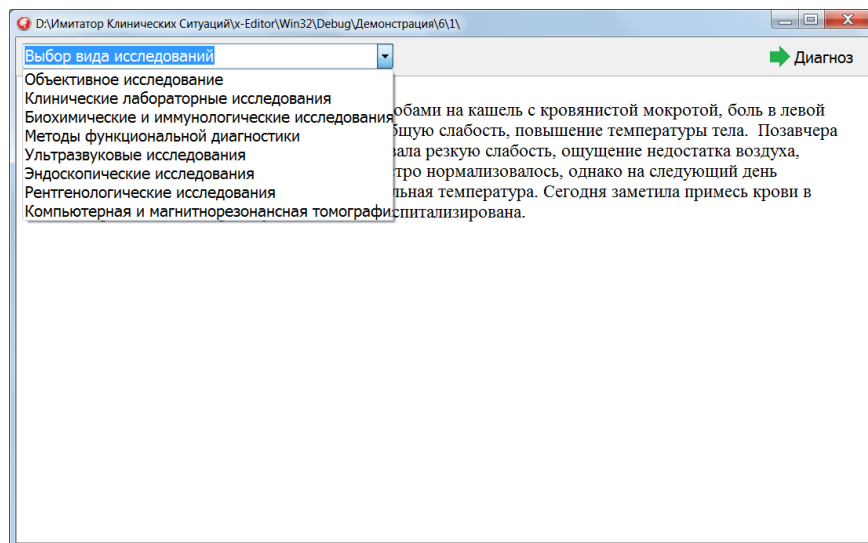 D:\Имитатор Клинических Ситуаций\x-Editor\Win32\Debug\Демонстрация\6\1\
Выбор вида исследований
Диагноз
Объективное исследование
Клинические лабораторные исследования
Биохимические и иммунологические исследования
Методы функциональной диагностики
Ультразвуковые исследования
Эндоскопические исследования
Рентгенологические исследования
Компьютерная и магнитнорезонансная томографи
обами на кашель с кровянистой мокротой, боль в левой
бщую слабость, повышение температуры тела. Позавчера
вала резкую слабость, ощущение недостатка воздуха,
тро нормализовалось, однако на следующий день
льная температура. Сегодня заметила примесь крови в
спитализирована.